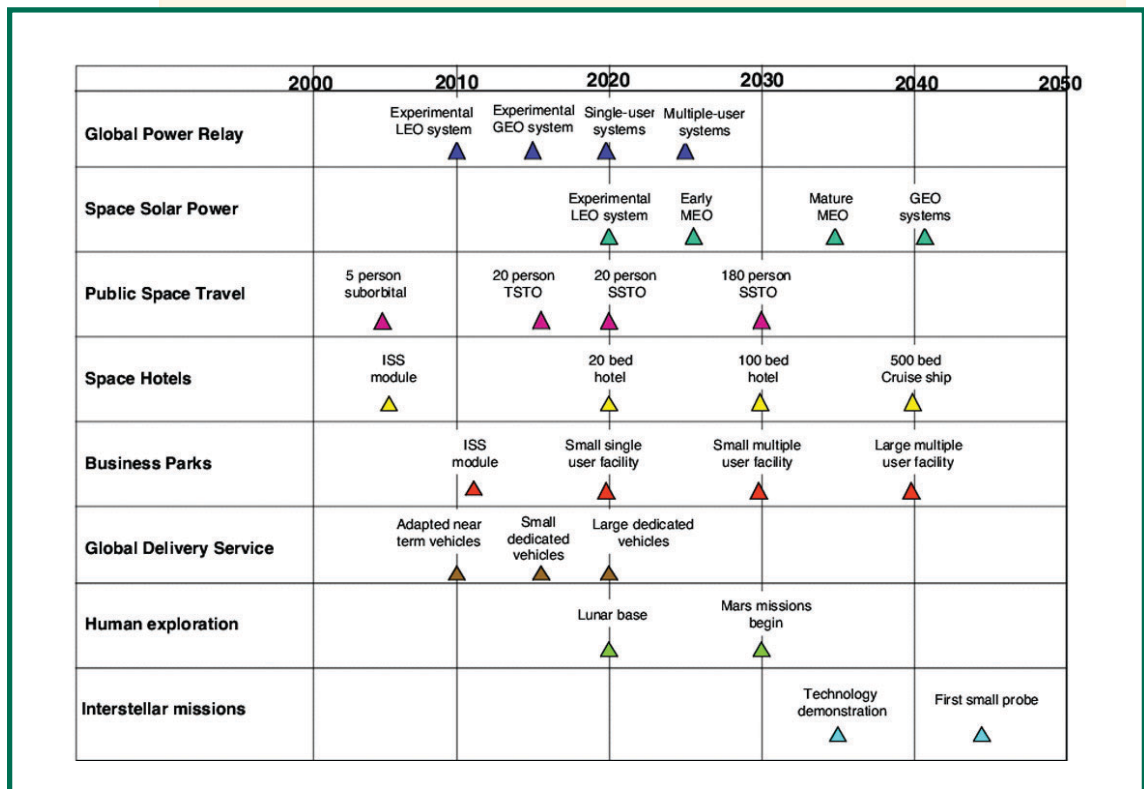 2000 2010 2020 2030 2040 2050
Global Power Relay
Experimental
LEO system
Experimental
GEO system
Single-user
systems
Multiple-user
systems
Space Solar Power
Experimental
LEO system
Early
MEO
Mature
MEO
GEO
systems
Public Space Travel
5 person
suborbital
20 person
TSTO
20 person
SSTO
180 person
SSTO
Space Hotels
ISS
module
20 bed
hotel
100 bed
hotel
500 bed
Cruise ship
Business Parks
ISS
module
Small single
user facility
Small multiple
user facility
Large multiple
user facility
Global Delivery Service
Adapted near
term vehicles
Small
dedicated
vehicles
Large dedicated
vehicles
Human exploration
Lunar base
Mars missions
begin
Interstellar missions
Technology
demonstration
First small probe